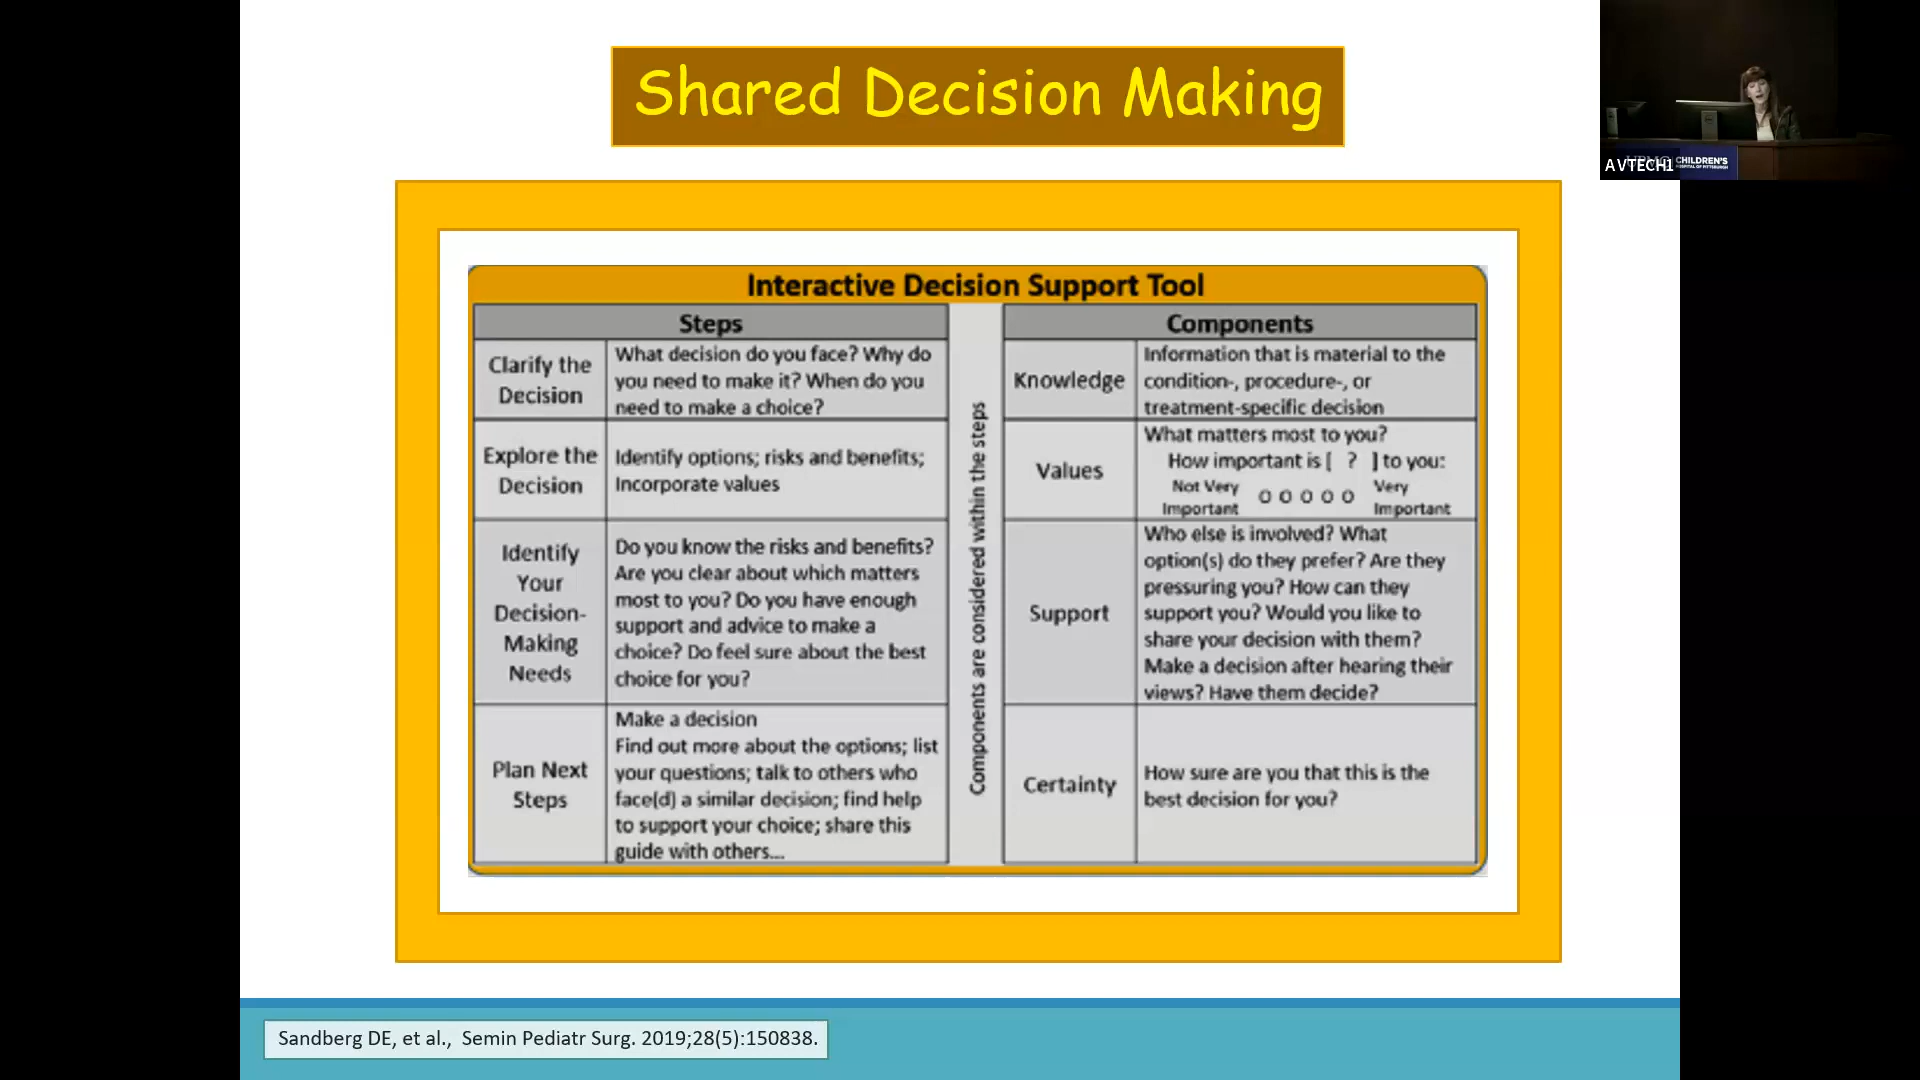 Shared Decision Making
AVTECH1
CHILDREN'S
HOSPITAL OF PITTSBURGH
Interactive Decision Support Tool
Steps
Clarify the
Decision
What decision do you face? Why do
you need to make it? When do you
need to make a choice?
Explore the
Decision
Identify options; risks and benefits;
Incorporate values
Identify
Your
Decision-
Making
Needs
Do you know the risks and benefits?
Are you clear about which matters
most to you? Do you have enough
support and advice to make a
choice? Do feel sure about the best
choice for you?
Plan Next
Steps
Make a decision
Find out more about the options; list
your questions; talk to others who
face(d) a similar decision; find help
to support your choice; share this
guide with others...
Components are considered within the steps
Components
Knowledge
Information that is material to the
condition-, procedure-, or
treatment-specific decision
Values
What matters most to you?
How important is [ ? ] to you:
Not Very
Important
O O O O O
Very
Important
Support
Who else is involved? What
option(s) do they prefer? Are they
pressuring you? How can they
support you? Would you like to
share your decision with them?
Make a decision after hearing their
views? Have them decide?
Certainty
How sure are you that this is the
best decision for you?
Sandberg DE, et al., Semin Pediatr Surg. 2019;28(5):150838.